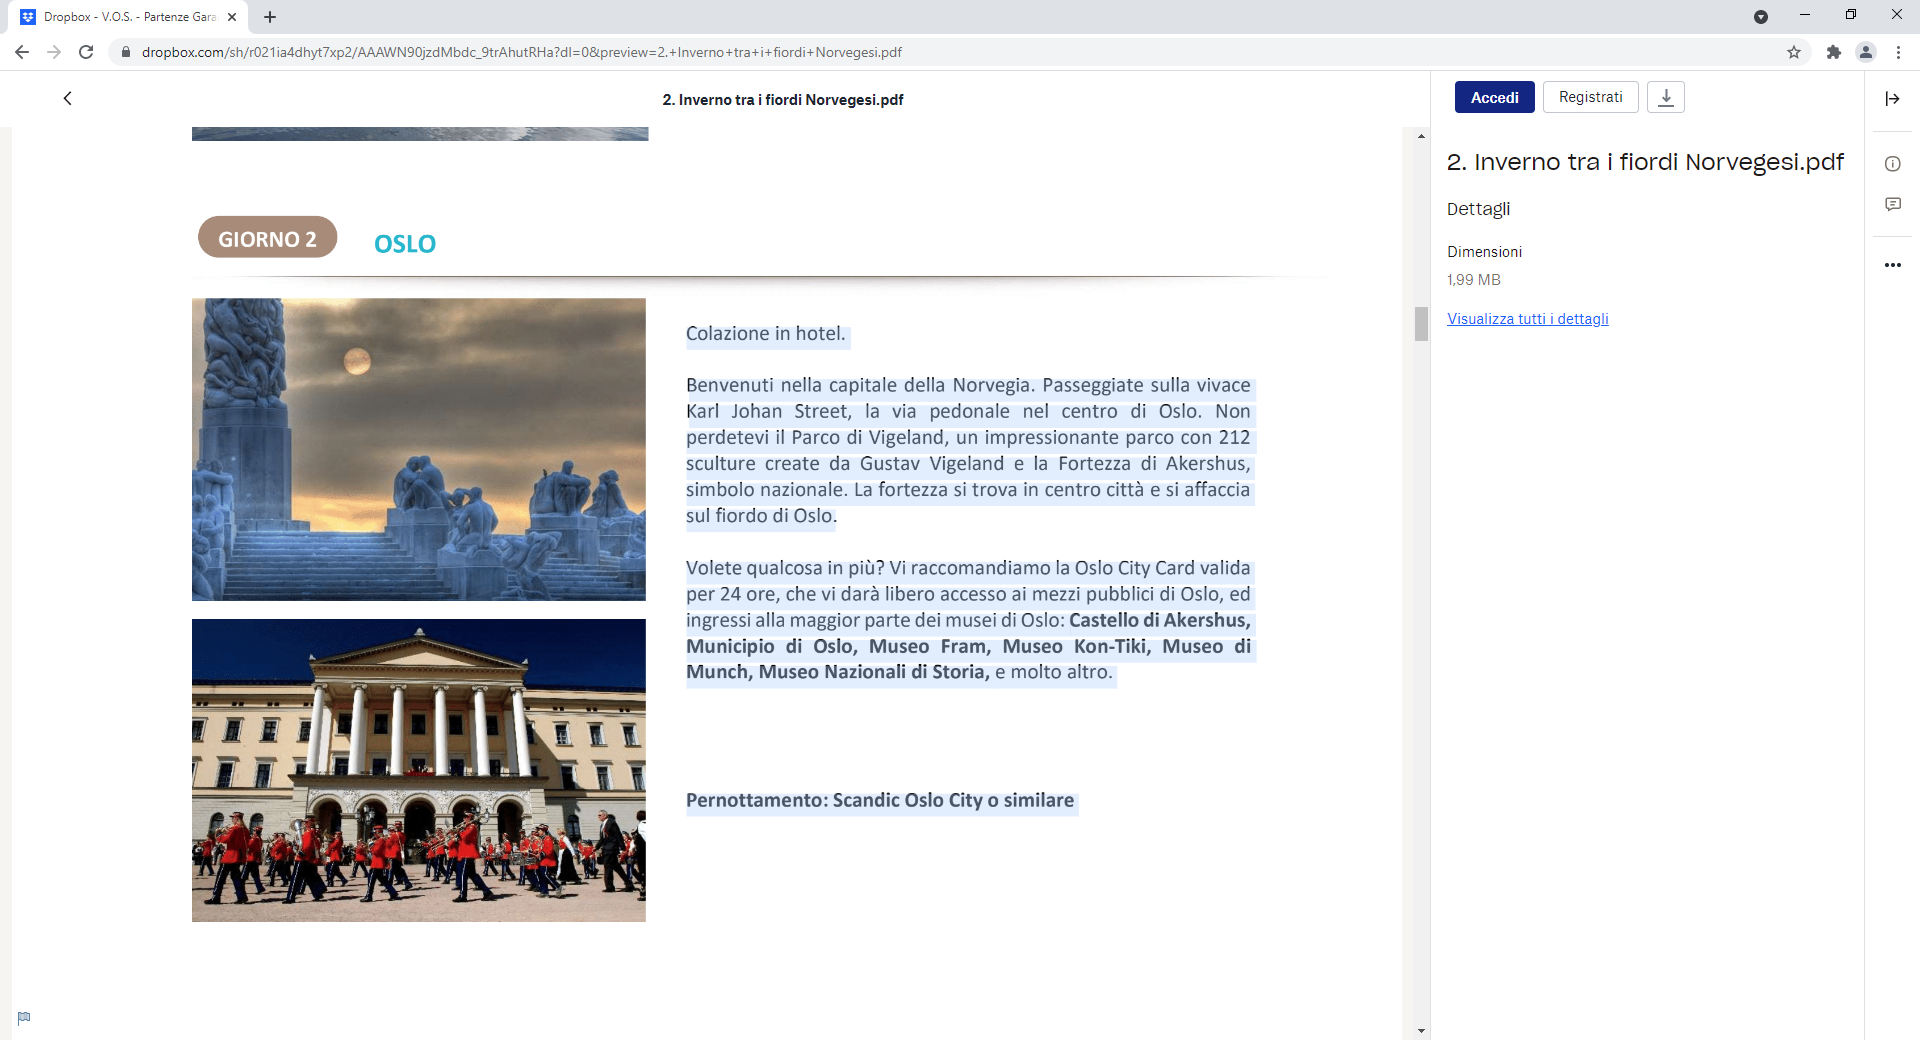 Dropbox - V.O.S. - Partenze Gara
dropbox.com/sh/r021ia4dhyt7xp2/AAAWN90jzdMbdc_9trAhutRHa?dl=0&preview=2.+Inverno+tra+i+fiordi+Norvegesi.pdf
2. Inverno tra i fiordi Norvegesi.pdf
Accedi
Registrati
GIORNO 2
OSLO
Colazione in hotel.
Benvenuti nella capitale della Norvegia. Passeggiate sulla vivace
Karl Johan Street, la via pedonale nel centro di Oslo. Non
perdetevi il Parco di Vigeland, un impressionante parco con 212
sculture create da Gustav Vigeland e la Fortezza di Akershus,
simbolo nazionale. La fortezza si trova in centro città e si affaccia
sul fiordo di Oslo.
Volete qualcosa in più? Vi raccomandiamo la Oslo City Card valida
per 24 ore, che vi darà libero accesso ai mezzi pubblici di Oslo, ed
ingressi alla maggior parte dei musei di Oslo: Castello di Akershus,
Municipio di Oslo, Museo Fram, Museo Kon-Tiki, Museo di
Munch, Museo Nazionali di Storia, e molto altro.
Pernottamento: Scandic Oslo City o similare
2. Inverno tra i fiordi Norvegesi.pdf
Dettagli
Dimensioni
1,99 MB
Visualizza tutti i dettagli